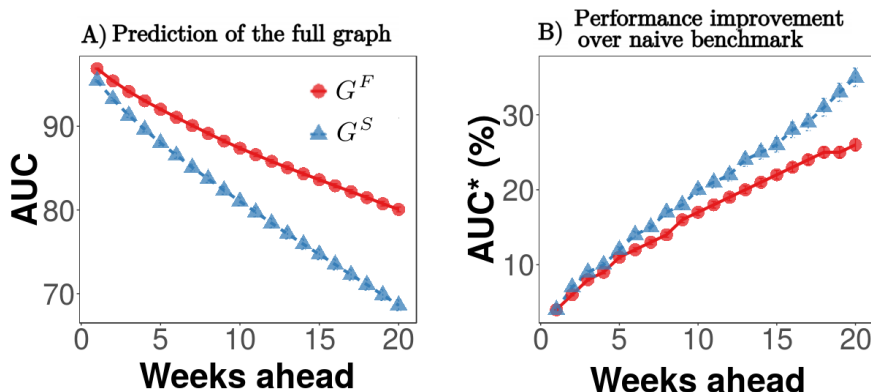 A) Prediction of the full graph
AUC
90
80
70
G^F
G^S
0 5 10 15 20
Weeks ahead
B) Performance improvement
over naive benchmark
AUC* (%)
30
20
10
0 5 10 15 20
Weeks ahead